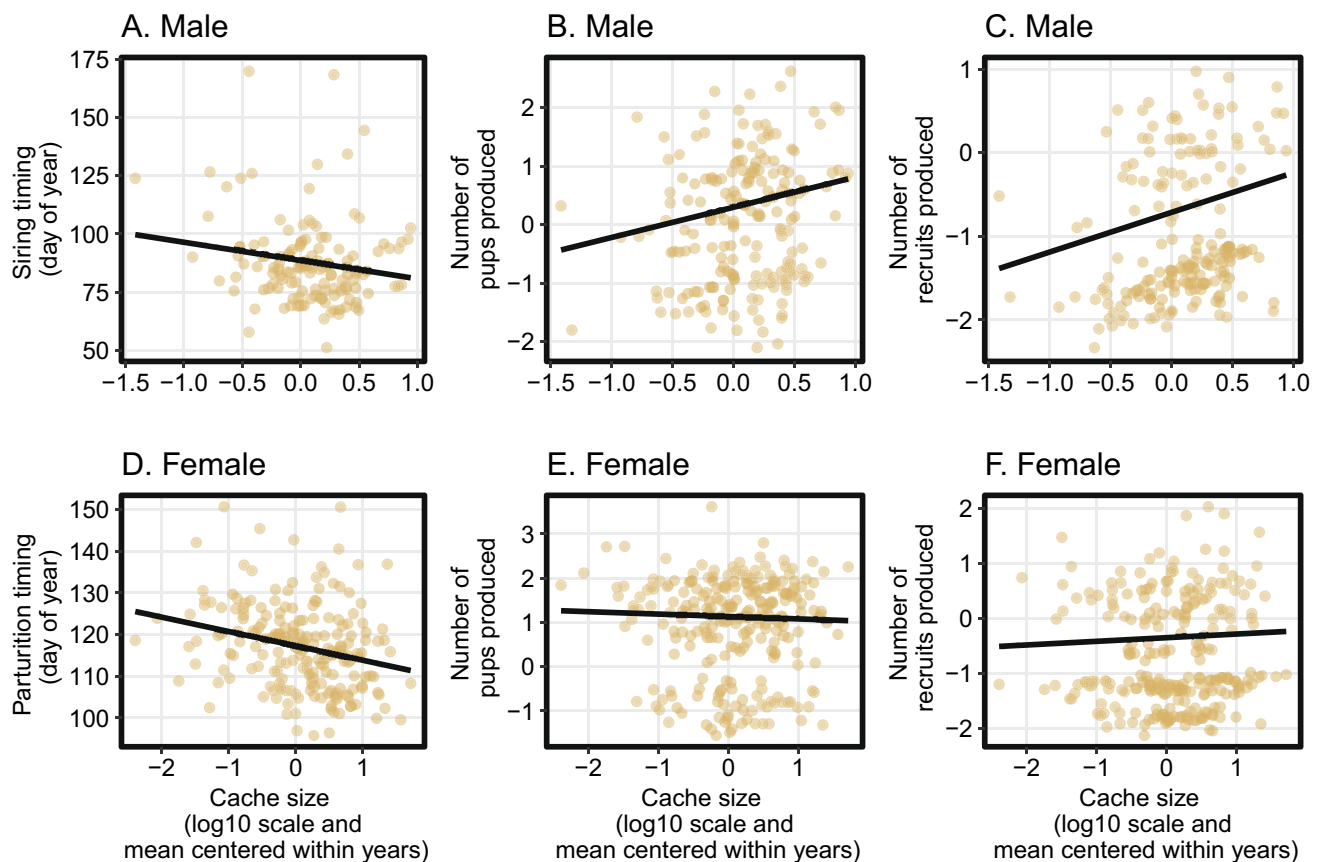 A. Male
B. Male
C. Male
Siring timing
(day of year)
175
150
125
100
75
50
−1.5 −1.0 −0.5 0.0 0.5 1.0
Number of
pups produced
2
1
0
−1
−2
−1.5 −1.0 −0.5 0.0 0.5 1.0
Number of
recruits produced
1
0
−1
−2
−1.5 −1.0 −0.5 0.0 0.5 1.0
D. Female
E. Female
F. Female
Parturition timing
(day of year)
150
140
130
120
110
100
−2 −1 0 1
Cache size
(log10 scale and
mean centered within years)
Number of
pups produced
3
2
1
0
−1
−2 −1 0 1
Cache size
(log10 scale and
mean centered within years)
Number of
recruits produced
2
1
0
−1
−2
−2 −1 0 1
Cache size
(log10 scale and
mean centered within years)